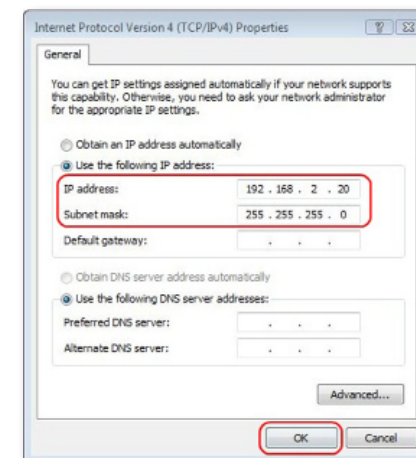 Internet Protocol Version 4 (TCP/IPv4) Properties
General
You can get IP settings assigned automatically if your network supports
this capability. Otherwise, you need to ask your network administrator
for the appropriate IP settings.
Obtain an IP address automatically
Use the following IP address:
IP address: 192 . 168 . 2 . 20
Subnet mask: 255 . 255 . 255 . 0
Default gateway: . . .
Obtain DNS server address automatically
Use the following DNS server addresses:
Preferred DNS server: . . .
Alternate DNS server: . . .
Advanced...
OK Cancel